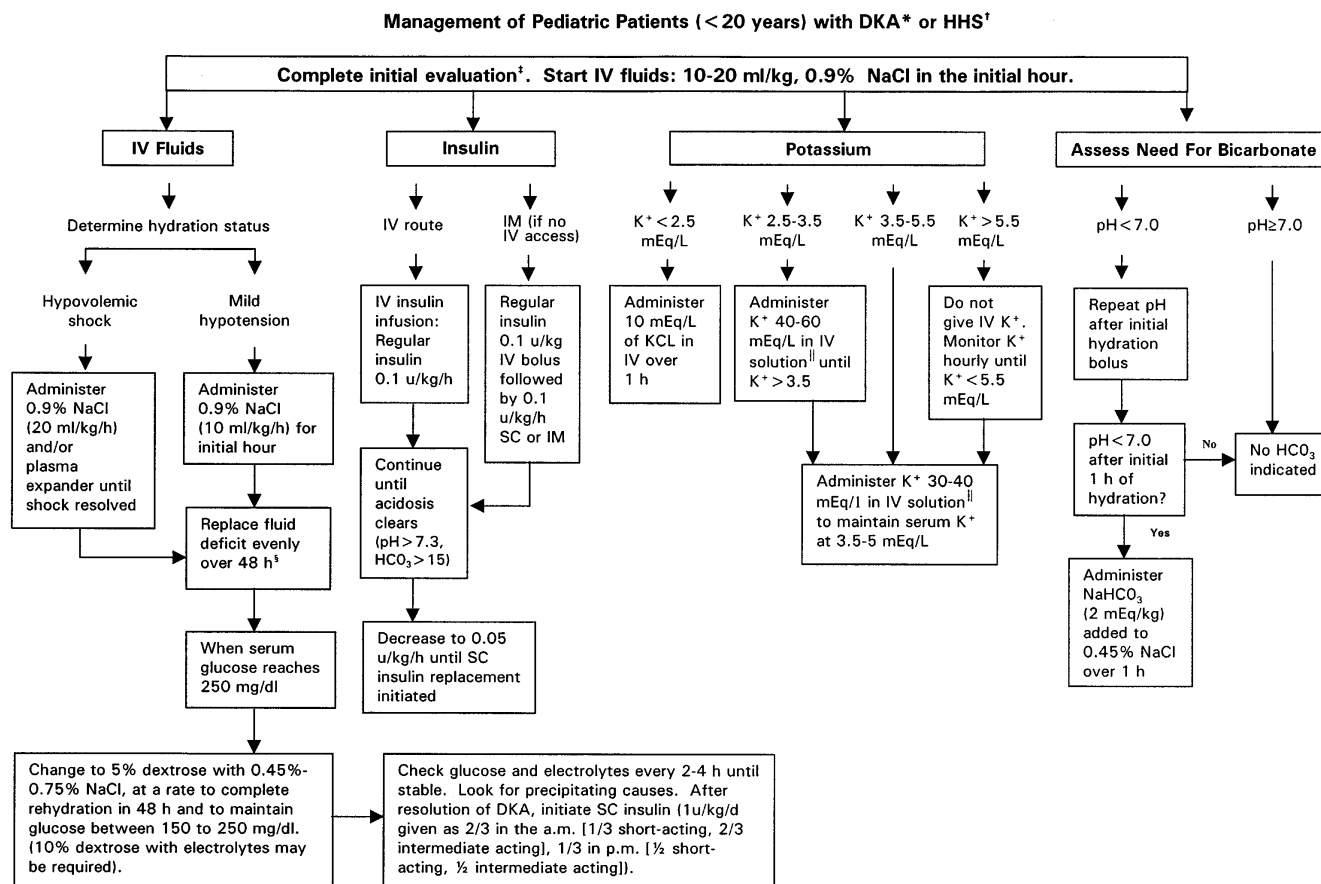 Management of Pediatric Patients (<20 years) with DKA* or HHS†
Complete initial evaluation‡. Start IV fluids: 10-20 ml/kg, 0.9% NaCl in the initial hour.
IV Fluids
Insulin
Potassium
Assess Need For Bicarbonate
Determine hydration status
IV route
IM (if no
IV access)
K⁺ <2.5
mEq/L
K⁺ 2.5-3.5
mEq/L
K⁺ 3.5-5.5
mEq/L
K⁺ >5.5
mEq/L
pH<7.0
pH≥7.0
Hypovolemic
shock
Mild
hypotension
IV insulin
infusion:
Regular
insulin
0.1 u/kg/h
Regular
insulin
0.1 u/kg
IV bolus
followed
by 0.1
u/kg/h
SC or IM
Administer
10 mEq/L
of KCL in
IV over
1 h
Administer
K⁺ 40-60
mEq/L in IV
solution‖ until
K⁺ >3.5
Do not
give IV K⁺.
Monitor K⁺
hourly until
K⁺ <5.5
mEq/L
Repeat pH
after initial
hydration
bolus
Administer
0.9% NaCl
(20 ml/kg/h)
and/or
plasma
expander until
shock resolved
Administer
0.9% NaCl
(10 ml/kg/h) for
initial hour
Continue
until
acidosis
clears
(pH>7.3,
HCO₃>15)
Administer K⁺ 30-40
mEq/l in IV solution‖
to maintain serum K⁺
at 3.5-5 mEq/L
pH<7.0
after initial
1 h of
hydration?
No
No HCO₃
indicated
Yes
Replace fluid
deficit evenly
over 48 h§
Administer
NaHCO₃
(2 mEq/kg)
added to
0.45% NaCl
over 1 h
When serum
glucose reaches
250 mg/dl
Decrease to 0.05
u/kg/h until SC
insulin replacement
initiated
Change to 5% dextrose with 0.45%-
0.75% NaCl, at a rate to complete
rehydration in 48 h and to maintain
glucose between 150 to 250 mg/dl.
(10% dextrose with electrolytes may
be required).
Check glucose and electrolytes every 2-4 h until
stable. Look for precipitating causes. After
resolution of DKA, initiate SC insulin (1u/kg/d
given as 2/3 in the a.m. [1/3 short-acting, 2/3
intermediate acting], 1/3 in p.m. [½ short-
acting, ½ intermediate acting]).